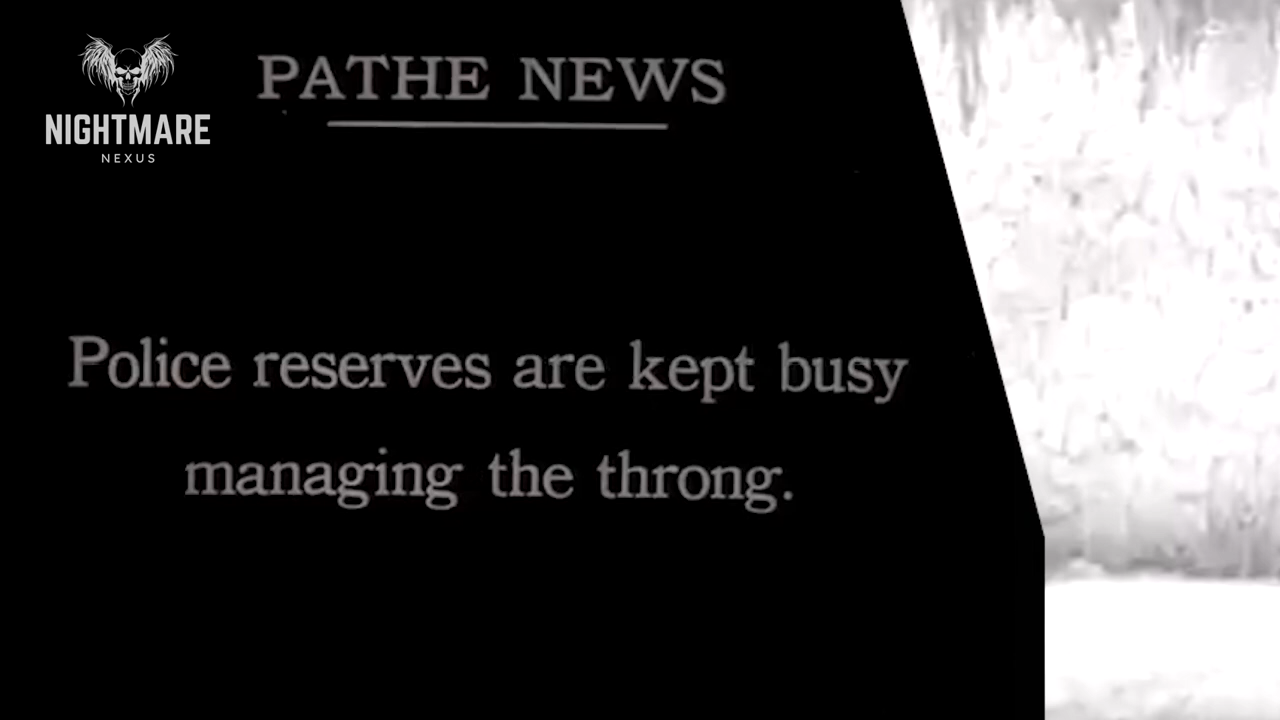 NIGHTMARE
NEXUS
PATHE NEWS
Police reserves are kept busy
managing the throng.